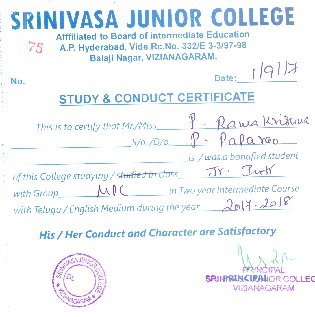 SRINIVASA JUNIOR COLLEGE
Afffiliated to Board of intermediate Education
A.P. Hyderabad, Vide Rc.No. 332/E 3-3/97-98
75
Balaji Nagar, VIZIANAGARAM.
No. Date: 1/9/17
STUDY & CONDUCT CERTIFICATE
This is to certify that Mr./Miss P. Rama Krishna
S/o. /D/o. P. Paparao
is / was a bonafied student
of this College studying / studied in class Jr. Inter
with Group MPC in Two year Intermediate Course
with Telugu / English Medium during the year 2017-2018
His / Her Conduct and Character are Satisfactory
PRINCIPAL
SRINIVASA JUNIOR COLLEGE
VIZIANAGARAM